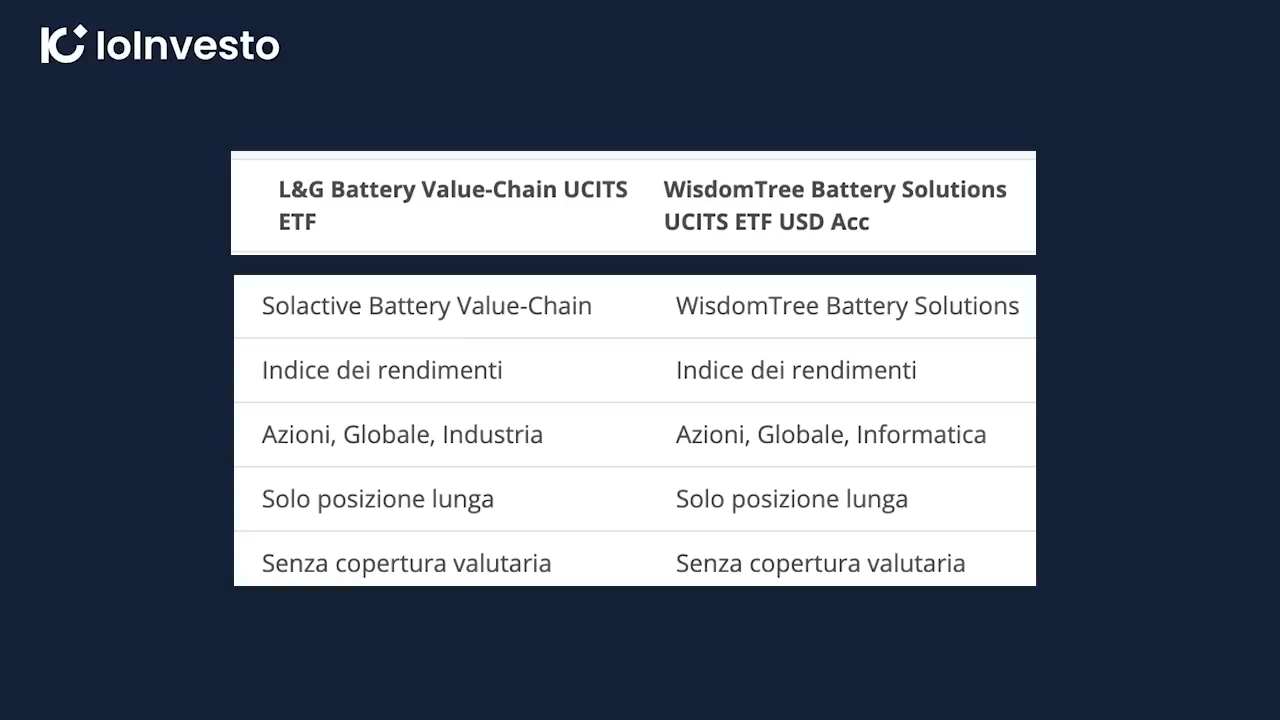 IoInvesto
L&G Battery Value-Chain UCITS
ETF
WisdomTree Battery Solutions
UCITS ETF USD Acc
Solactive Battery Value-Chain
WisdomTree Battery Solutions
Indice dei rendimenti
Indice dei rendimenti
Azioni, Globale, Industria
Azioni, Globale, Informatica
Solo posizione lunga
Solo posizione lunga
Senza copertura valutaria
Senza copertura valutaria